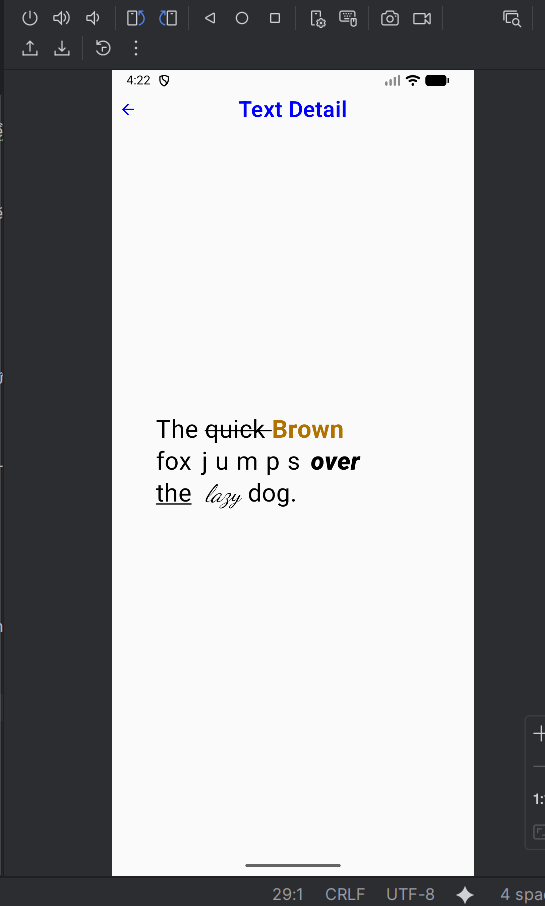 4:22
Text Detail
The quick Brown
fox j u m p s over
the lazy dog.
29:1 CRLF UTF-8 4 spa
1: